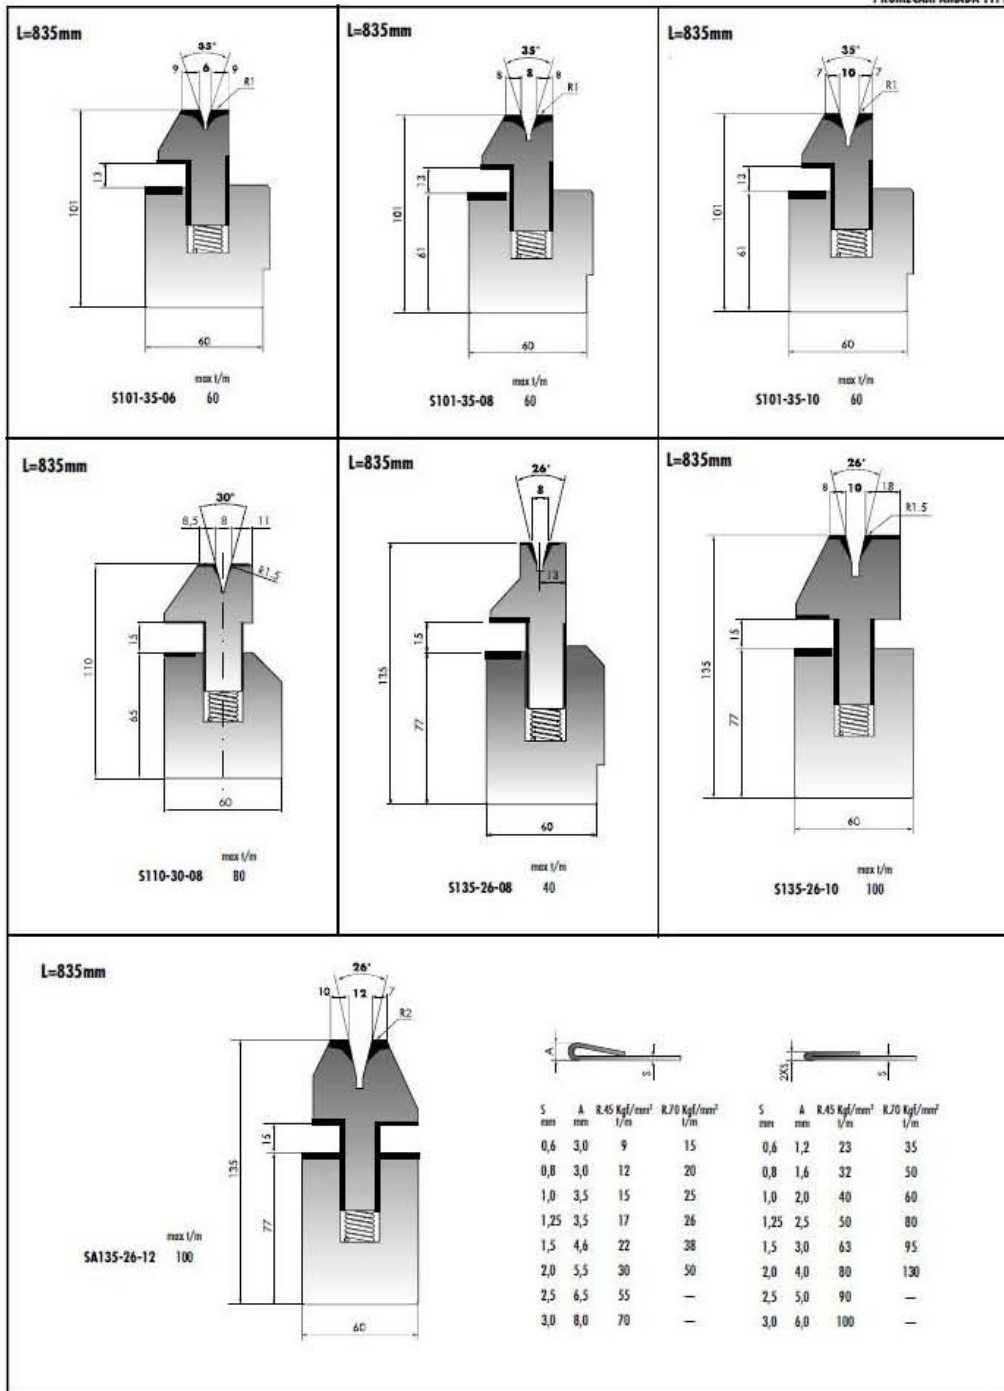 L=835mm
35°
9 6 9
R1
13
101
60
max t/m
S101-35-06 60
L=835mm
35°
8 8 8
R1
13
101
61
60
max t/m
S101-35-08 60
L=835mm
35°
7 10 7
R1
13
101
61
60
max t/m
S101-35-10 60
L=835mm
30°
8,5 8 11
R1.5
15
110
65
60
max t/m
S110-30-08 80
L=835mm
26°
8
13
15
135
77
60
max t/m
S135-26-08 40
L=835mm
26°
8 10 18
R1.5
15
135
77
60
max t/m
S135-26-10 100
L=835mm
26°
10 12 7
R2
15
135
77
60
max t/m
SA135-26-12 100
A
S
S A R.45 Kgf/mm² R.70 Kgf/mm²
mm mm t/m t/m
0,6 3,0 9 15
0,8 3,0 12 20
1,0 3,5 15 25
1,25 3,5 17 26
1,5 4,6 22 38
2,0 5,5 30 50
2,5 6,5 55 —
3,0 8,0 70 —
2XS
S
S A R.45 Kgf/mm² R.70 Kgf/mm²
mm mm t/m t/m
0,6 1,2 23 35
0,8 1,6 32 50
1,0 2,0 40 60
1,25 2,5 50 80
1,5 3,0 63 95
2,0 4,0 80 130
2,5 5,0 90 —
3,0 6,0 100 —